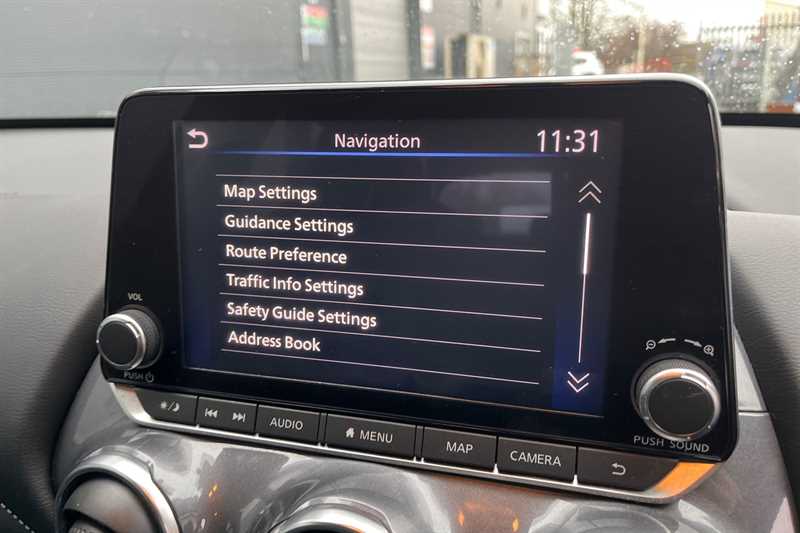 Navigation 11:31
Map Settings
Guidance Settings
Route Preference
Traffic Info Settings
Safety Guide Settings
Address Book
VOL
PUSH
AUDIO
MENU
MAP
CAMERA
PUSH SOUND